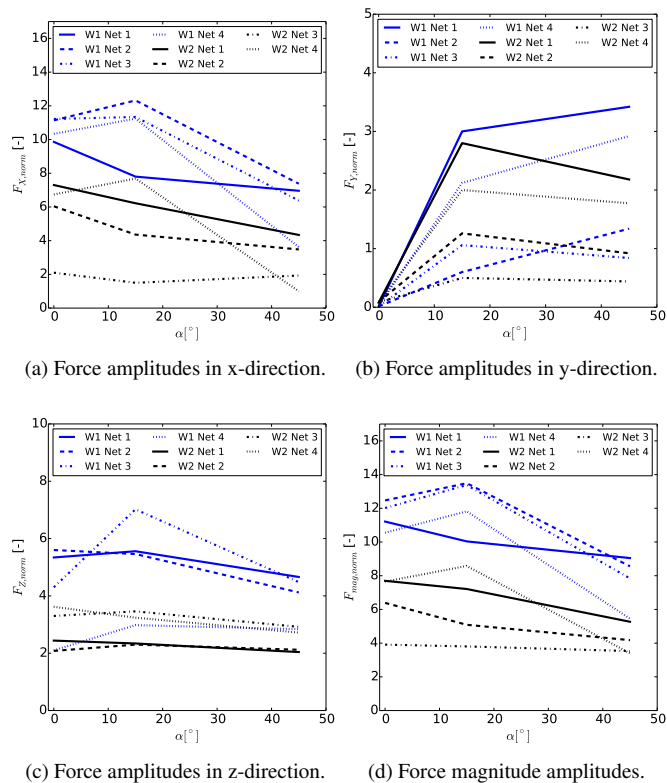 W1 Net 1 W1 Net 4 W2 Net 3
W1 Net 2 W2 Net 1 W2 Net 4
W1 Net 3 W2 Net 2
16
14
12
10
8
6
4
2
0
F_{X,norm} [-]
0 10 20 30 40 50
α[°]
(a) Force amplitudes in x-direction.
W1 Net 1 W1 Net 4 W2 Net 3
W1 Net 2 W2 Net 1 W2 Net 4
W1 Net 3 W2 Net 2
5
4
3
2
1
0
F_{Y,norm} [-]
0 10 20 30 40 50
α[°]
(b) Force amplitudes in y-direction.
W1 Net 1 W1 Net 4 W2 Net 3
W1 Net 2 W2 Net 1 W2 Net 4
W1 Net 3 W2 Net 2
10
8
6
4
2
0
F_{Z,norm} [-]
0 10 20 30 40 50
α[°]
(c) Force amplitudes in z-direction.
W1 Net 1 W1 Net 4 W2 Net 3
W1 Net 2 W2 Net 1 W2 Net 4
W1 Net 3 W2 Net 2
16
14
12
10
8
6
4
2
0
F_{mag,norm} [-]
0 10 20 30 40 50
α[°]
(d) Force magnitude amplitudes.